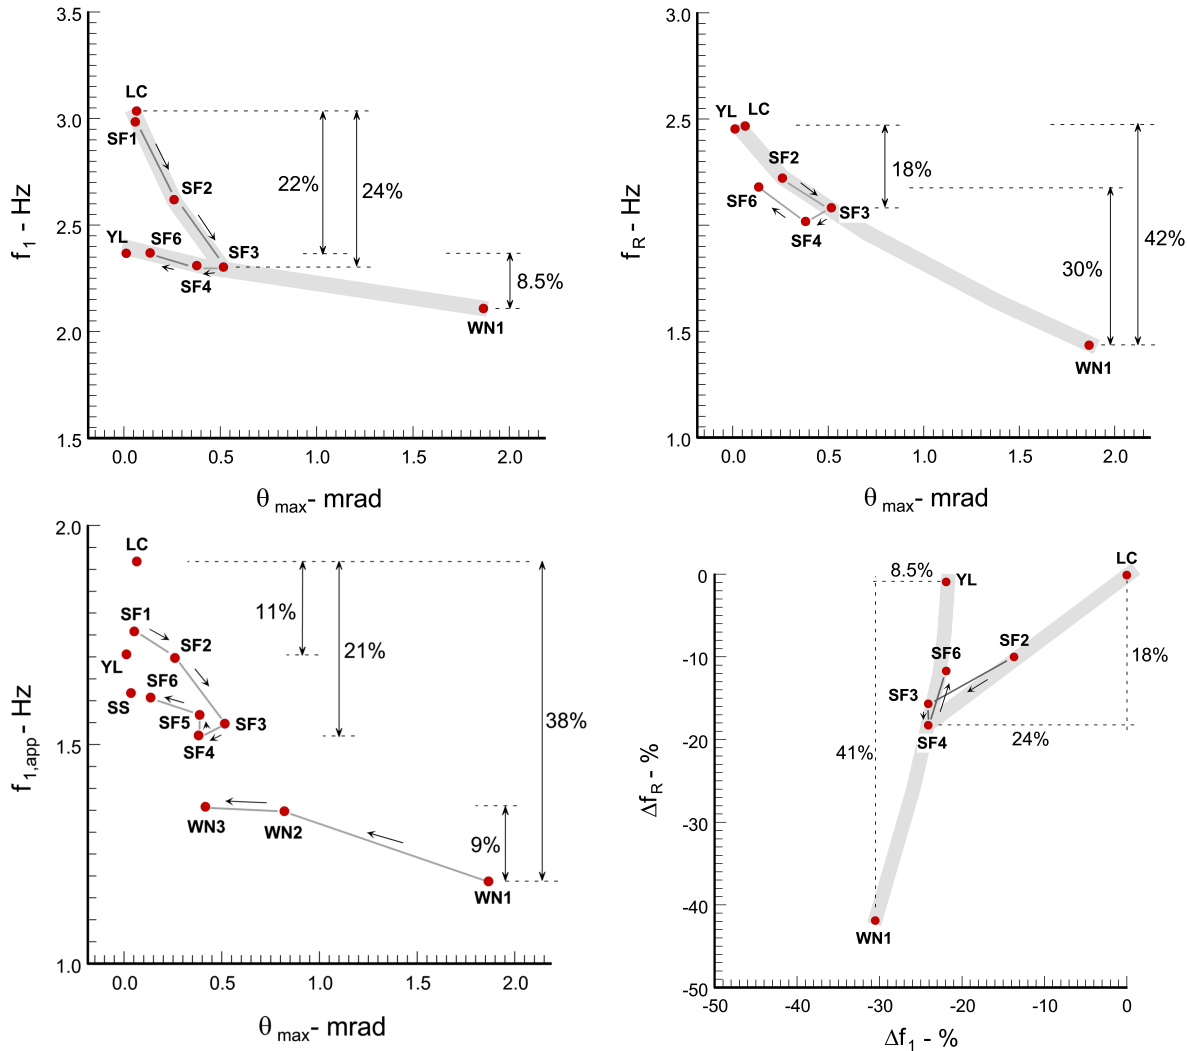 3.5
3.0
2.5
2.0
1.5
f1 - Hz
LC
SF1
SF2
YL
SF6
SF3
SF4
WN1
22%
24%
8.5%
0.0 0.5 1.0 1.5 2.0
θ max - mrad
3.0
2.5
1.5
1.0
fR - Hz
YL LC
SF2
SF6
SF3
SF4
WN1
18%
30%
42%
0.0 0.5 1.0 1.5 2.0
θ max - mrad
2.0
1.5
1.0
f1,app - Hz
LC
SF1
SF2
YL
SF6
SS
SF5
SF3
SF4
WN3
WN2
WN1
11%
21%
38%
9%
0.0 0.5 1.0 1.5 2.0
θ max - mrad
0
-10
-20
-30
-40
-50
ΔfR - %
LC
8.5%
YL
SF2
SF6
18%
SF3
SF4
24%
41%
WN1
-50 -40 -30 -20 -10 0
Δf1 - %